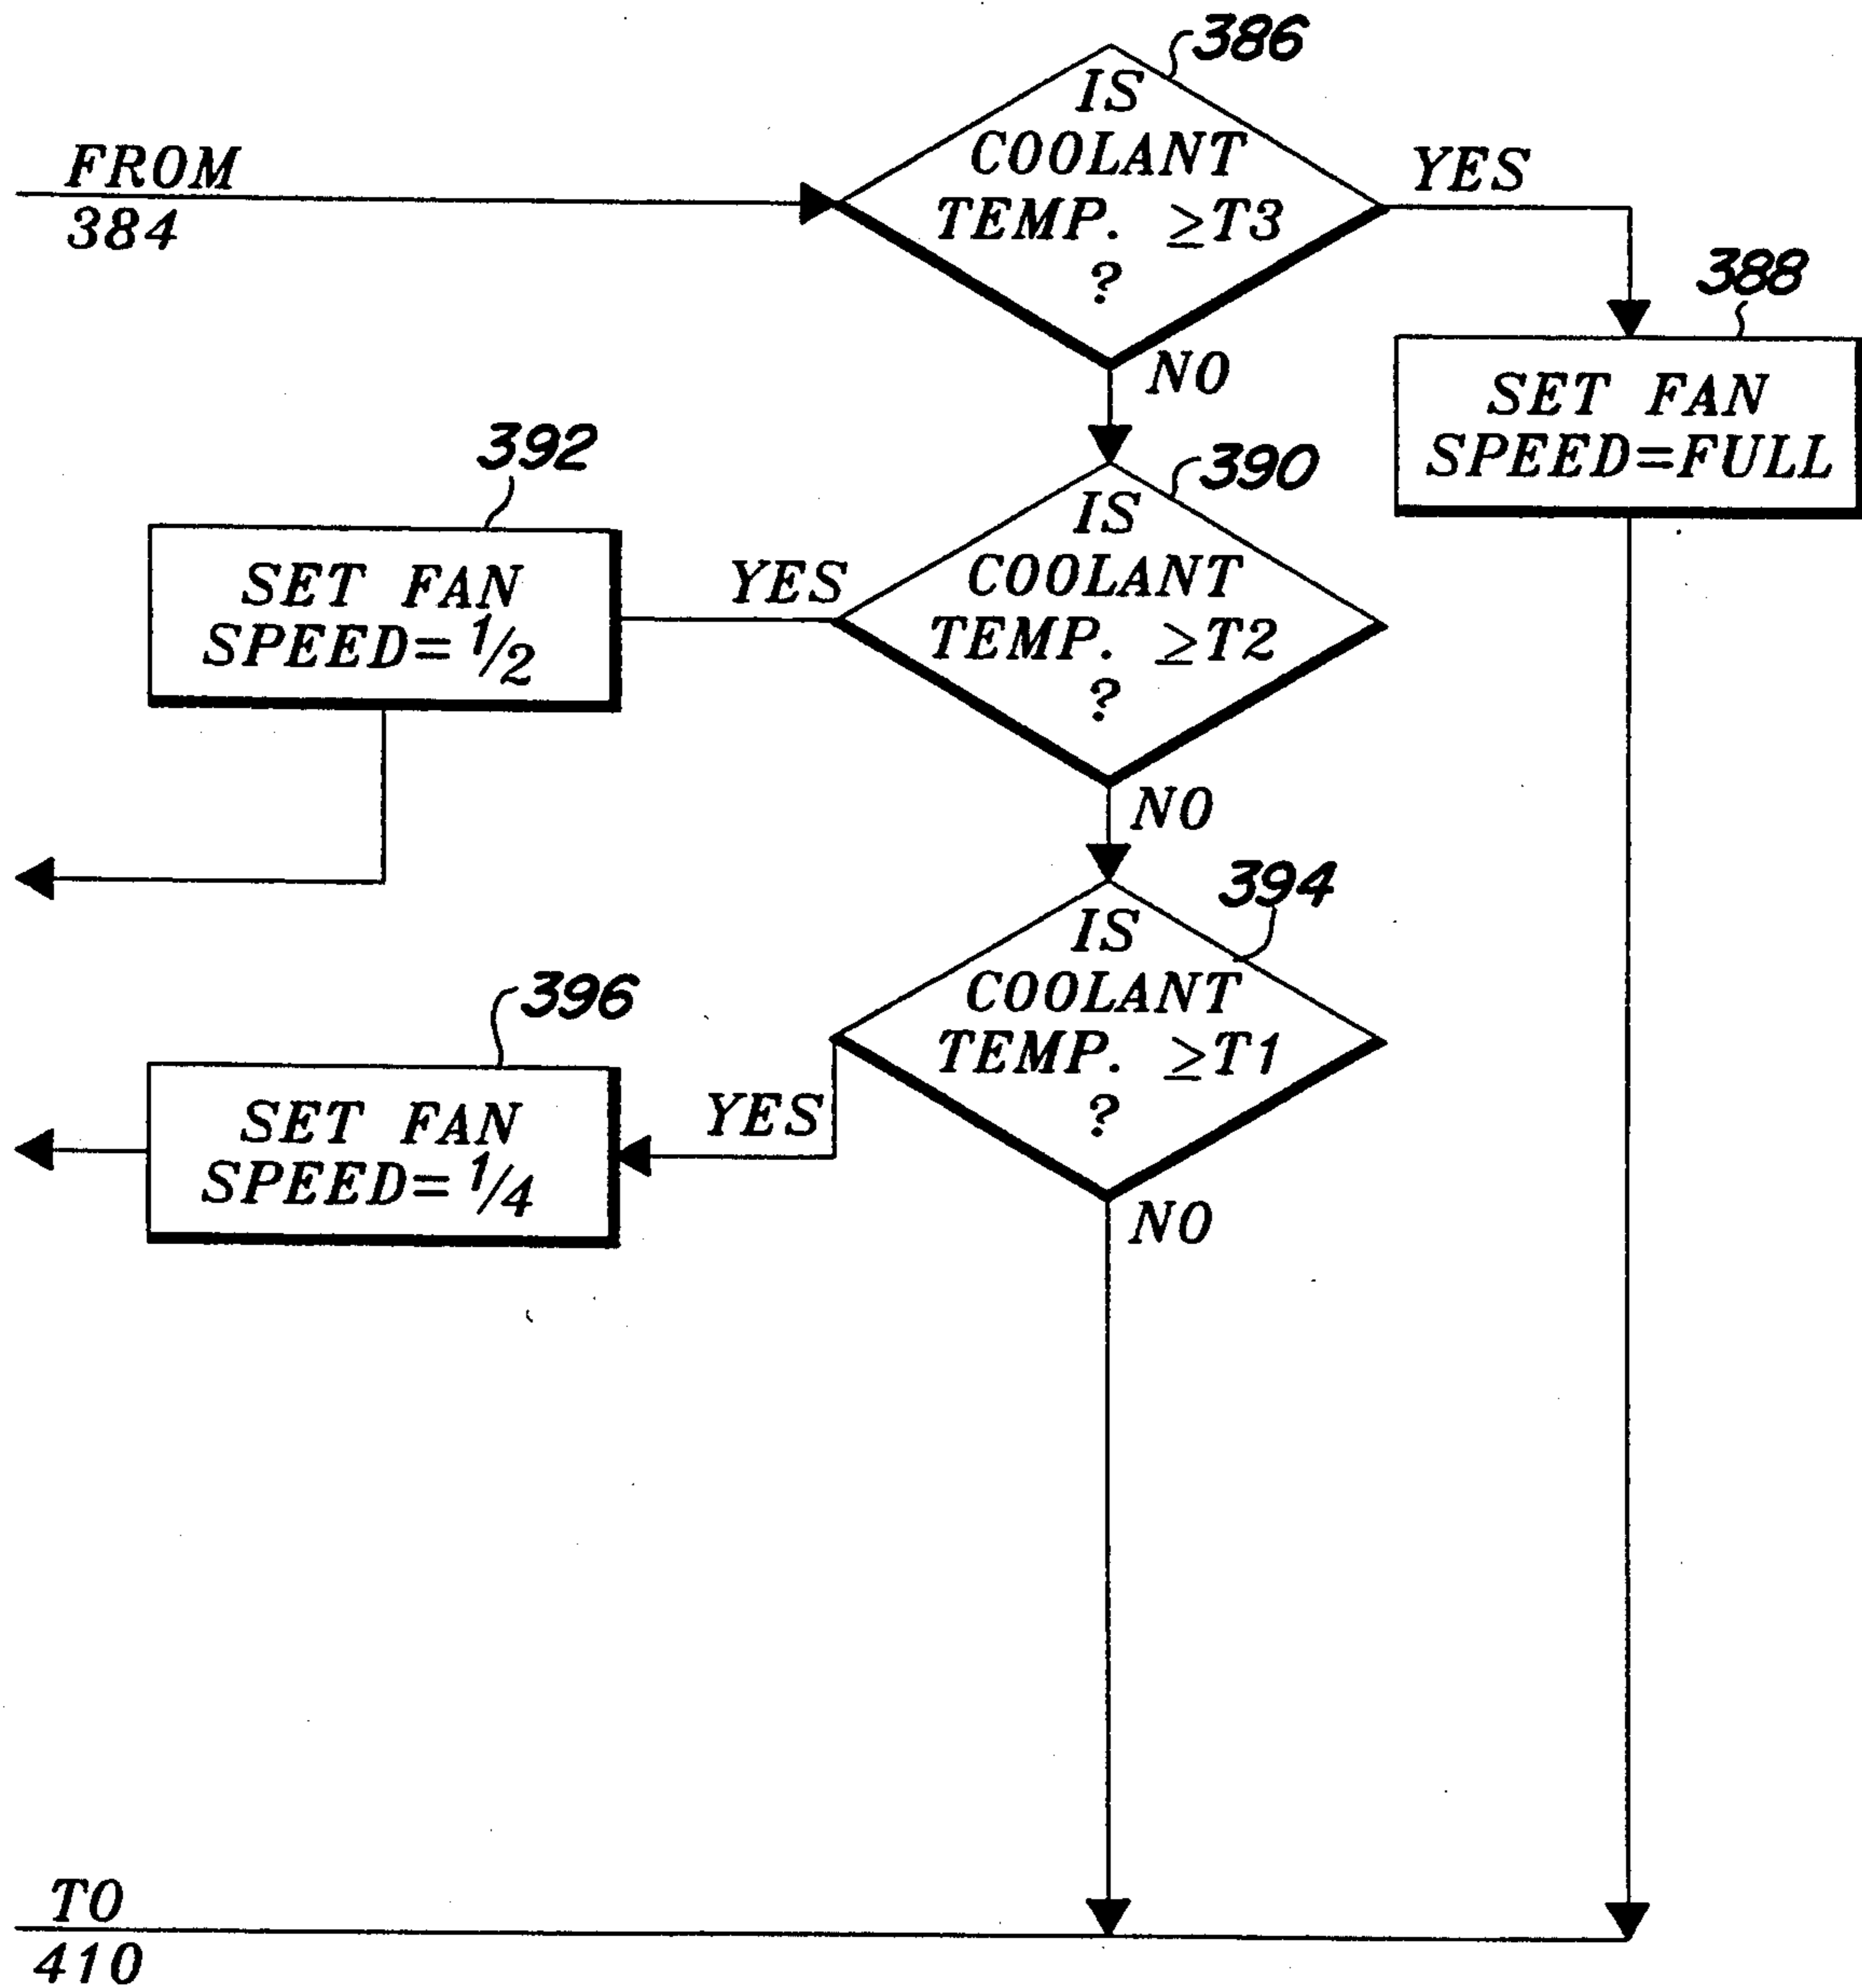 386
IS
COOLANT
TEMP. ≥T3
?
FROM
384
YES
388
SET FAN
SPEED=FULL
NO
392
SET FAN
SPEED= 1/2
YES
390
IS
COOLANT
TEMP. ≥T2
?
NO
394
IS
COOLANT
TEMP. ≥T1
?
396
SET FAN
SPEED= 1/4
YES
NO
TO
410